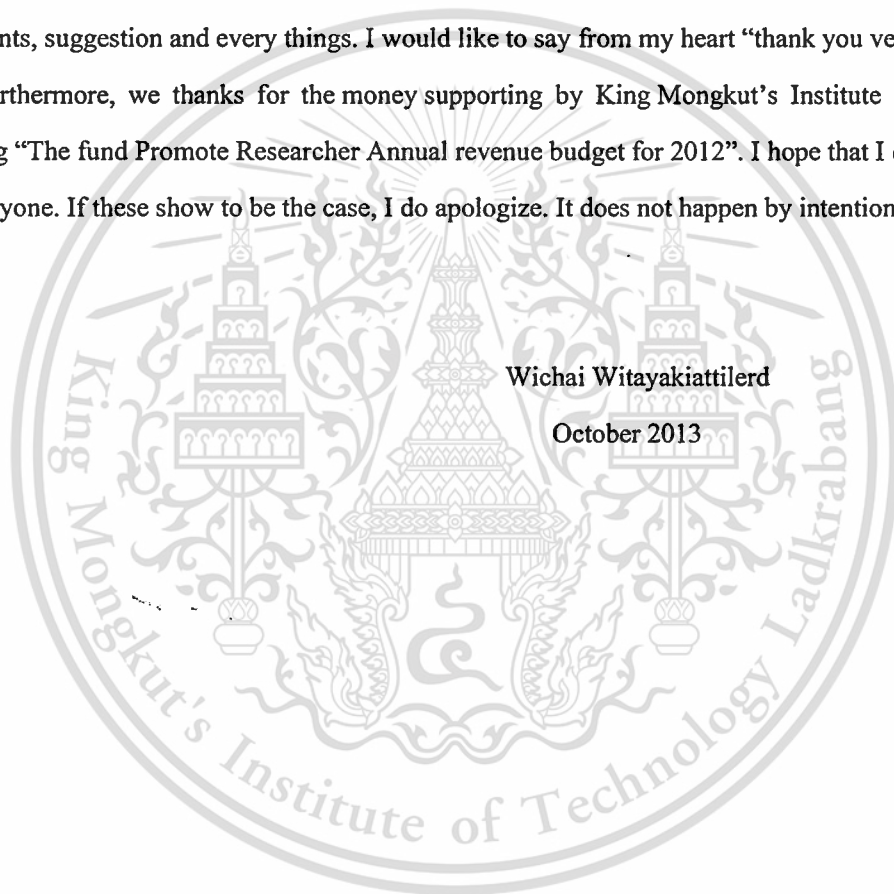 nts, suggestion and every things. I would like to say from my heart “thank you ve
rthermore, we thanks for the money supporting by King Mongkut’s Institute
g “The fund Promote Researcher Annual revenue budget for 2012”. I hope that I
yone. If these show to be the case, I do apologize. It does not happen by intention
Wichai Witayakiattilerd
October 2013
King Mongkut's Institute of Technology Ladkrabang